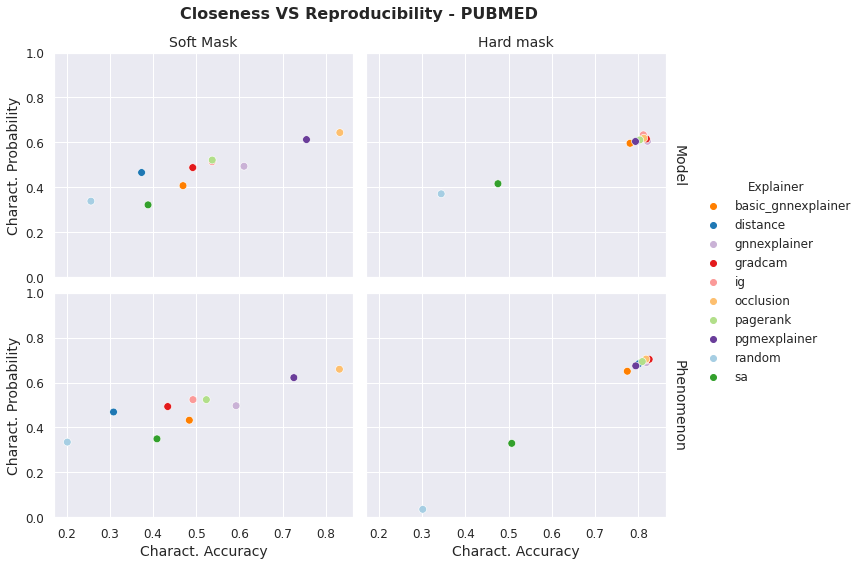 Closeness VS Reproducibility - PUBMED
Soft Mask
Hard mask
1.0
0.8
0.6
0.4
0.2
0.0
Charact. Probability
Model
1.0
0.8
0.6
0.4
0.2
0.0
Charact. Probability
Phenomenon
0.2 0.3 0.4 0.5 0.6 0.7 0.8
0.2 0.3 0.4 0.5 0.6 0.7 0.8
Charact. Accuracy
Charact. Accuracy
Explainer
basic_gnnexplainer
distance
gnnexplainer
gradcam
ig
occlusion
pagerank
pgmexplainer
random
sa